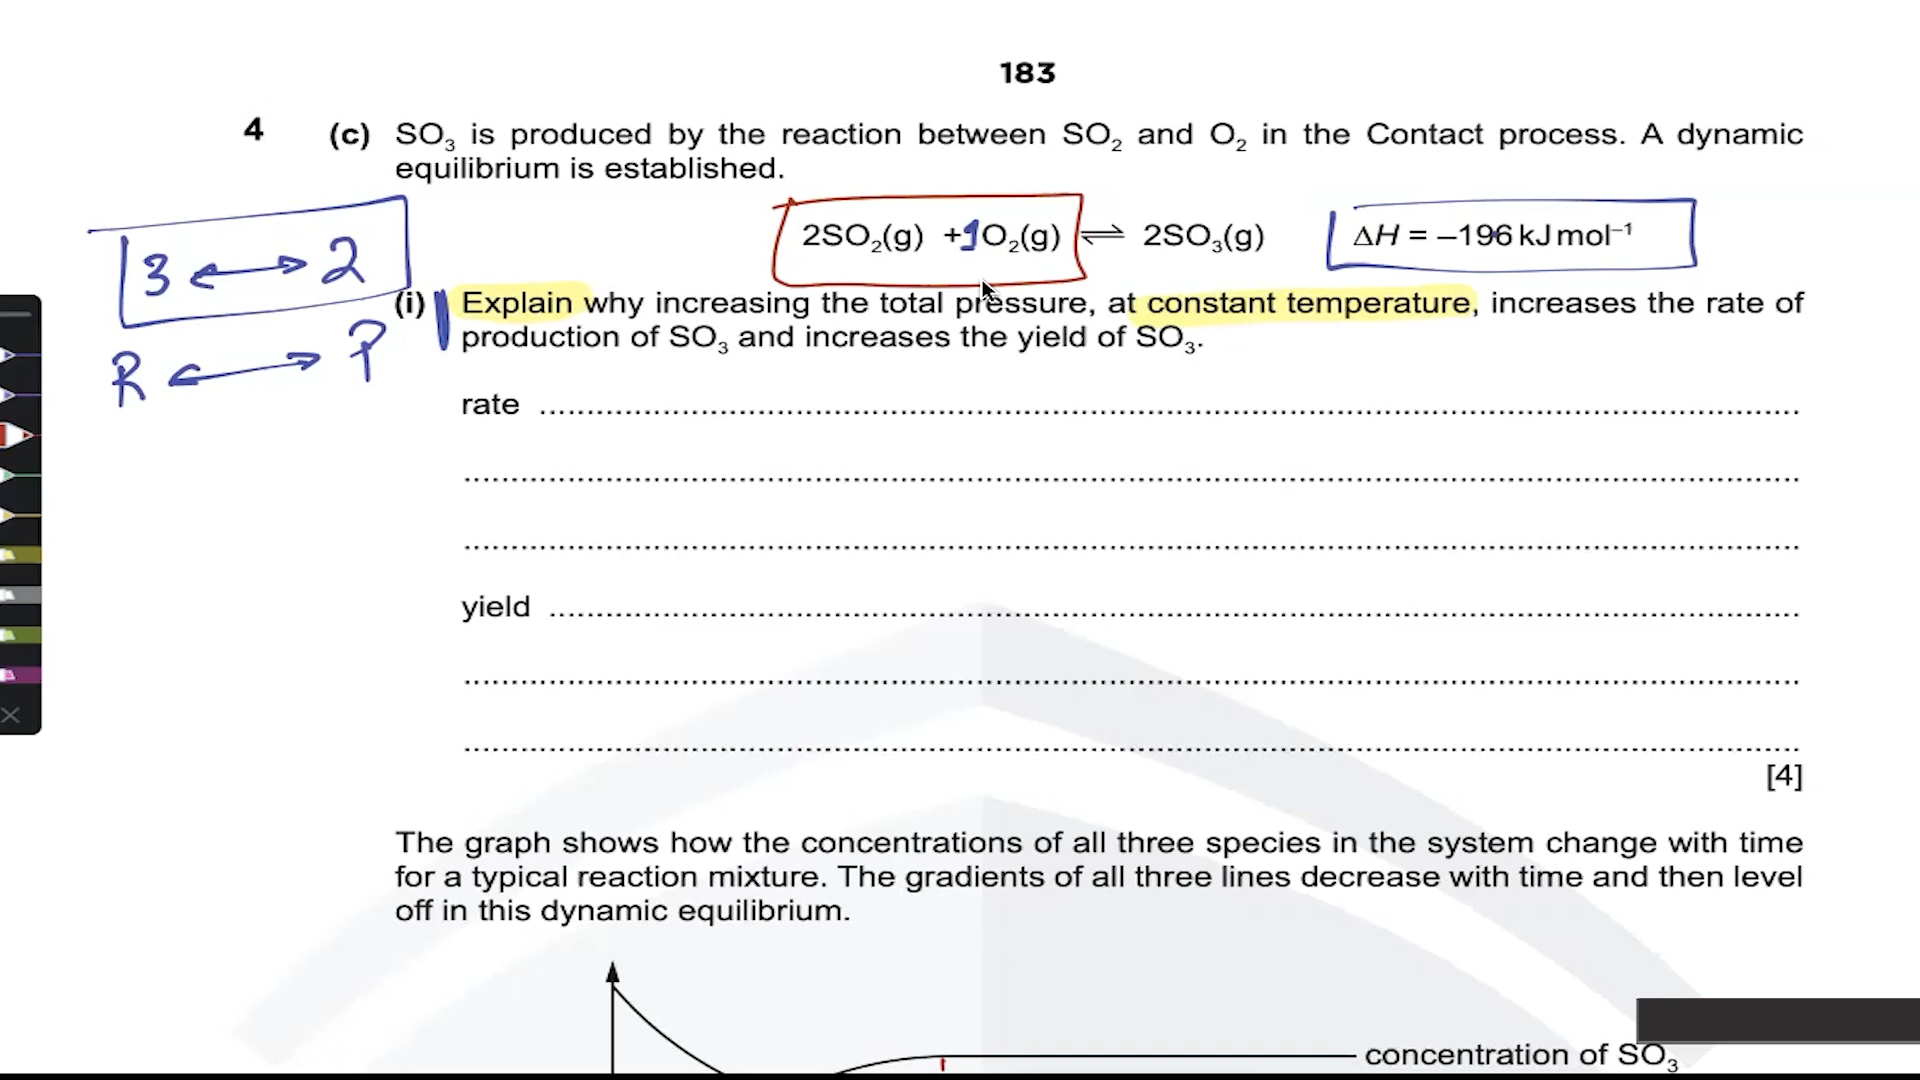 183
4 (c) SO₃ is produced by the reaction between SO₂ and O₂ in the Contact process. A dynamic
equilibrium is established.
3 ↔ 2
2SO₂(g) +1O₂(g) ⇌ 2SO₃(g) ΔH = –196 kJ mol⁻¹
R ↔ P
(i) Explain why increasing the total pressure, at constant temperature, increases the rate of
production of SO₃ and increases the yield of SO₃.
rate ..........
..........
..........
yield ..........
..........
..........
[4]
The graph shows how the concentrations of all three species in the system change with time
for a typical reaction mixture. The gradients of all three lines decrease with time and then level
off in this dynamic equilibrium.
concentration of SO₃